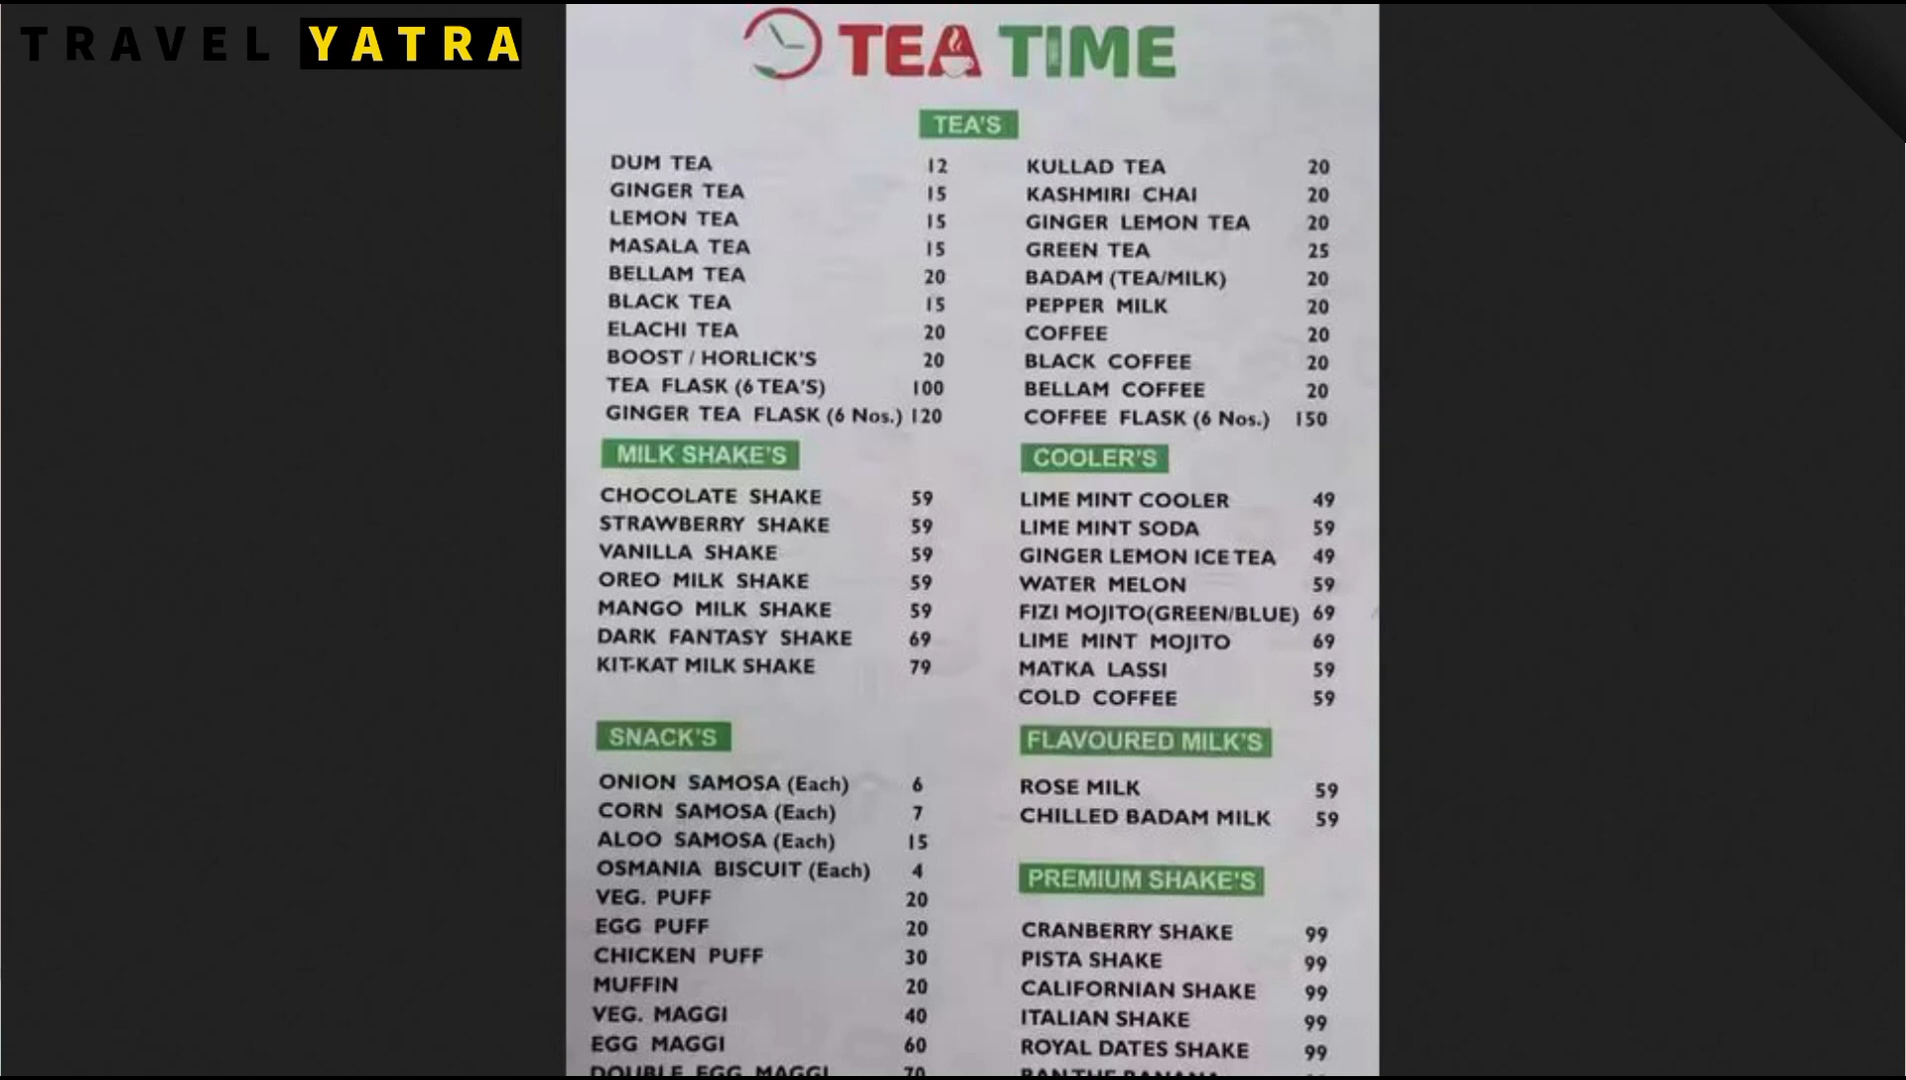 TRAVEL YATRA
TEA TIME
TEA'S
DUM TEA 12
GINGER TEA 15
LEMON TEA 15
MASALA TEA 15
BELLAM TEA 20
BLACK TEA 15
ELACHI TEA 20
BOOST / HORLICK'S 20
TEA FLASK (6 TEA'S) 100
GINGER TEA FLASK (6 Nos.) 120
KULLAD TEA 20
KASHMIRI CHAI 20
GINGER LEMON TEA 20
GREEN TEA 25
BADAM (TEA/MILK) 20
PEPPER MILK 20
COFFEE 20
BLACK COFFEE 20
BELLAM COFFEE 20
COFFEE FLASK (6 Nos.) 150
MILK SHAKE'S
CHOCOLATE SHAKE 59
STRAWBERRY SHAKE 59
VANILLA SHAKE 59
OREO MILK SHAKE 59
MANGO MILK SHAKE 59
DARK FANTASY SHAKE 69
KIT-KAT MILK SHAKE 79
COOLER'S
LIME MINT COOLER 49
LIME MINT SODA 59
GINGER LEMON ICE TEA 49
WATER MELON 59
FIZI MOJITO(GREEN/BLUE) 69
LIME MINT MOJITO 69
MATKA LASSI 59
COLD COFFEE 59
SNACK'S
ONION SAMOSA (Each) 6
CORN SAMOSA (Each) 7
ALOO SAMOSA (Each) 15
OSMANIA BISCUIT (Each) 4
VEG. PUFF 20
EGG PUFF 20
CHICKEN PUFF 30
MUFFIN 20
VEG. MAGGI 40
EGG MAGGI 60
DOUBLE EGG MAGGI 70
FLAVOURED MILK'S
ROSE MILK 59
CHILLED BADAM MILK 59
PREMIUM SHAKE'S
CRANBERRY SHAKE 99
PISTA SHAKE 99
CALIFORNIAN SHAKE 99
ITALIAN SHAKE 99
ROYAL DATES SHAKE 99
BANANA